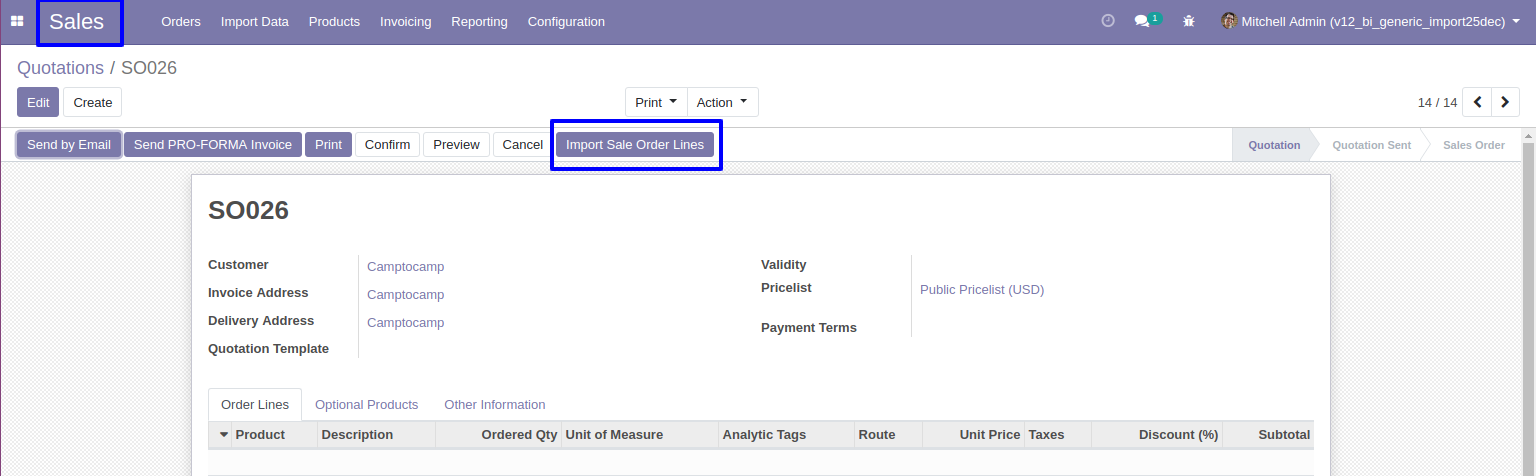 Sales Orders Import Data Products Invoicing Reporting Configuration 1 Mitchell Admin (v12_bi_generic_import25dec)
Quotations / SO026
Edit Create Print Action 14 / 14
Send by Email Send PRO-FORMA Invoice Print Confirm Preview Cancel Import Sale Order Lines Quotation Quotation Sent Sales Order
SO026
Customer Camptocamp Validity
Invoice Address Camptocamp Pricelist Public Pricelist (USD)
Delivery Address Camptocamp Payment Terms
Quotation Template
Order Lines Optional Products Other Information
Product Description Ordered Qty Unit of Measure Analytic Tags Route Unit Price Taxes Discount (%) Subtotal